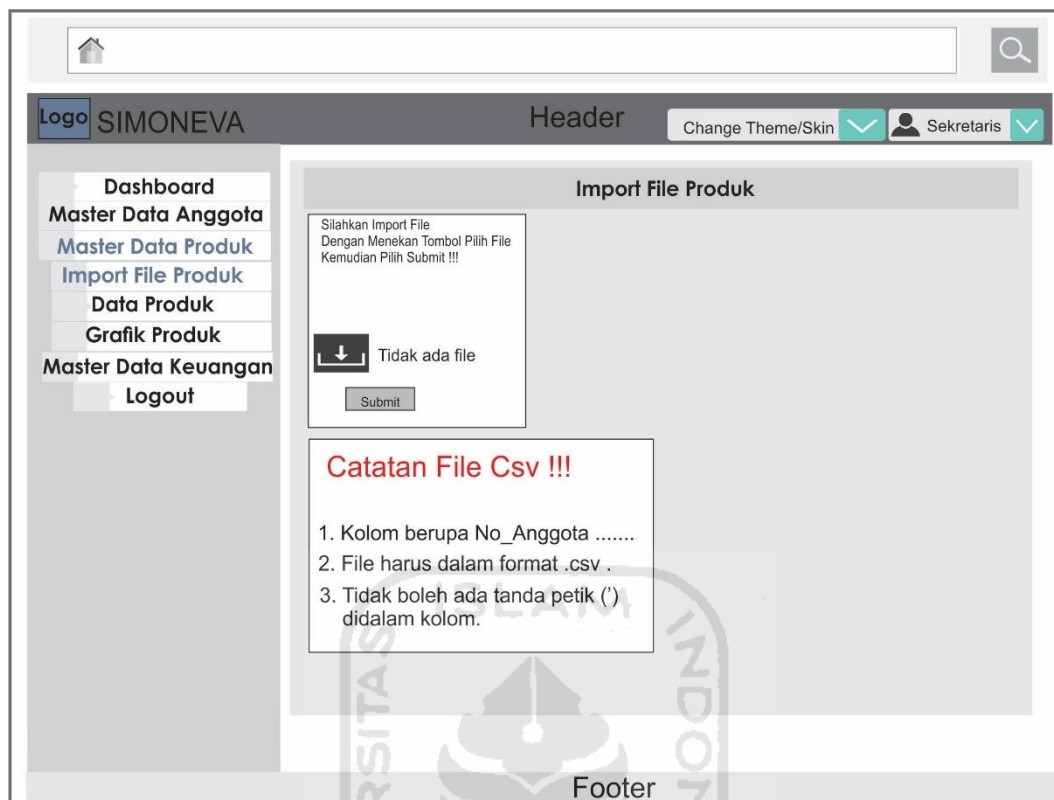 Logo SIMONEVA
Header
Change Theme/Skin
Sekretaris
Dashboard
Master Data Anggota
Master Data Produk
Import File Produk
Data Produk
Grafik Produk
Master Data Keuangan
Logout
Import File Produk
Silahkan Import File
Dengan Menekan Tombol Pilih File
Kemudian Pilih Submit !!!
Tidak ada file
Submit
Catatan File Csv !!!
1. Kolom berupa No_Anggota .......
2. File harus dalam format .csv .
3. Tidak boleh ada tanda petik (’)
didalam kolom.
ISLAM
Footer